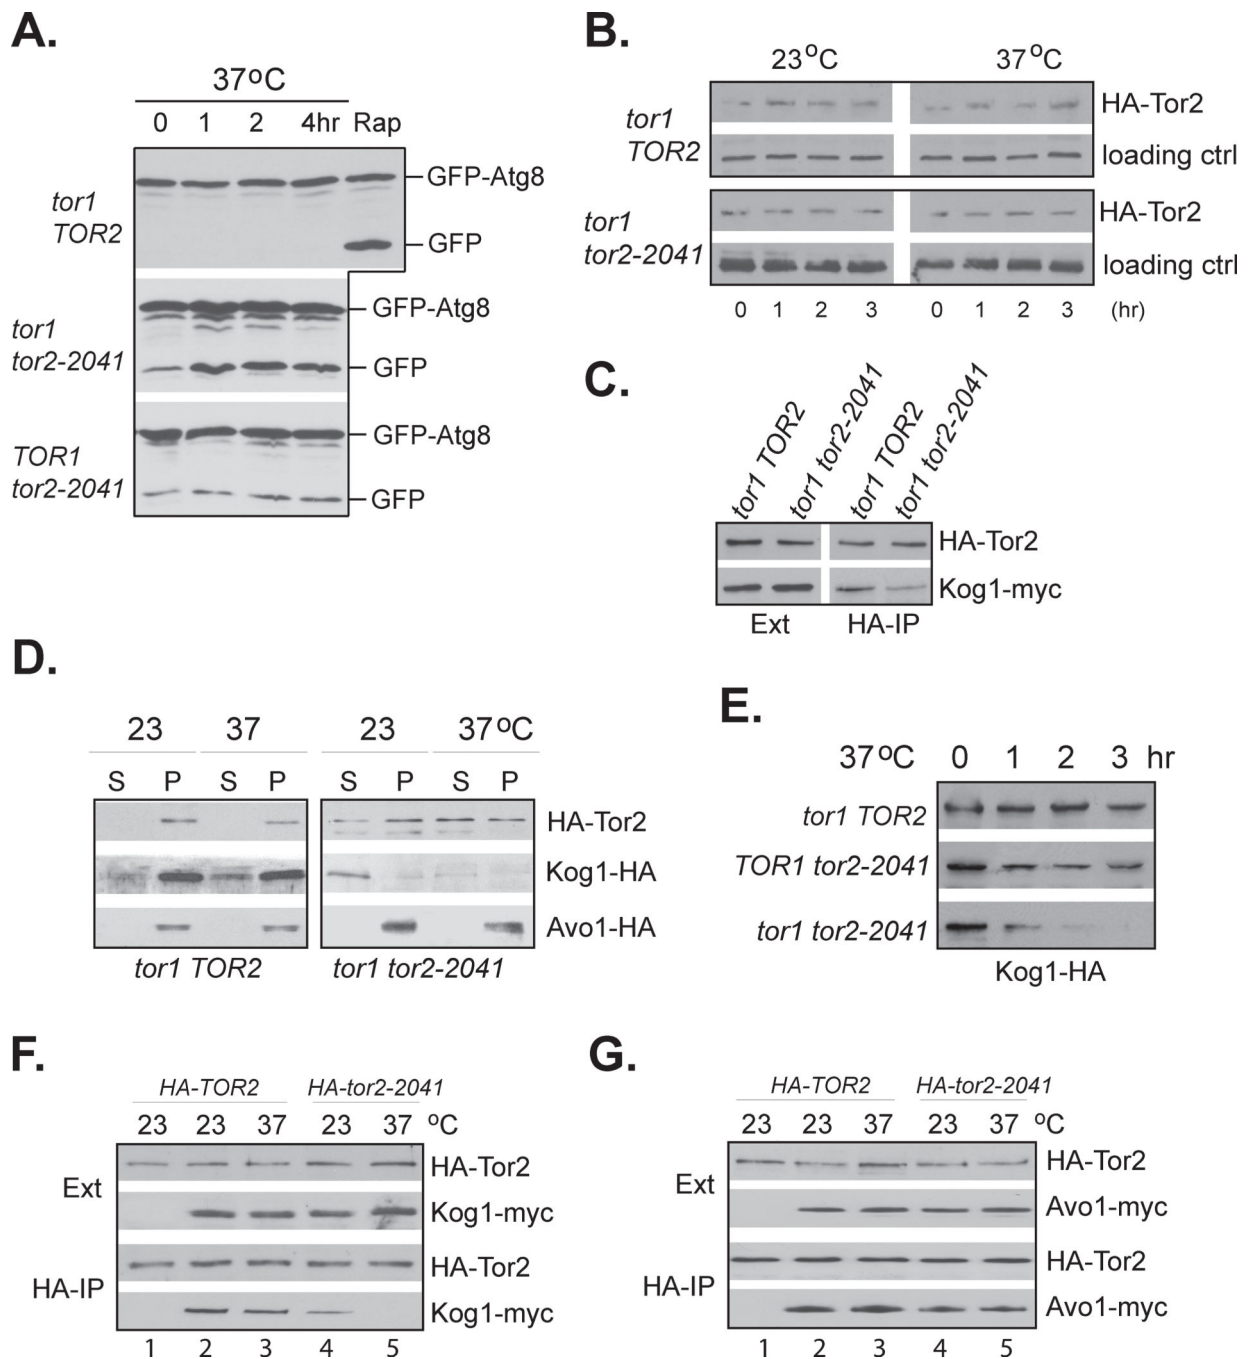 A.
37ºC
0 1 2 4hr Rap
tor1
TOR2
GFP-Atg8
GFP
tor1
tor2-2041
GFP-Atg8
GFP
TOR1
tor2-2041
GFP-Atg8
GFP
B.
23ºC 37ºC
tor1
TOR2
HA-Tor2
loading ctrl
tor1
tor2-2041
HA-Tor2
loading ctrl
0 1 2 3 0 1 2 3 (hr)
C.
tor1 TOR2
tor1 tor2-2041
tor1 TOR2
tor1 tor2-2041
HA-Tor2
Kog1-myc
Ext HA-IP
D.
23 37 23 37ºC
S P S P S P S P
HA-Tor2
Kog1-HA
Avo1-HA
tor1 TOR2 tor1 tor2-2041
E.
37ºC 0 1 2 3 hr
tor1 TOR2
TOR1 tor2-2041
tor1 tor2-2041
Kog1-HA
F.
HA-TOR2 HA-tor2-2041
23 23 37 23 37 ºC
Ext
HA-Tor2
Kog1-myc
HA-IP
HA-Tor2
Kog1-myc
1 2 3 4 5
G.
HA-TOR2 HA-tor2-2041
23 23 37 23 37 ºC
Ext
HA-Tor2
Avo1-myc
HA-IP
HA-Tor2
Avo1-myc
1 2 3 4 5